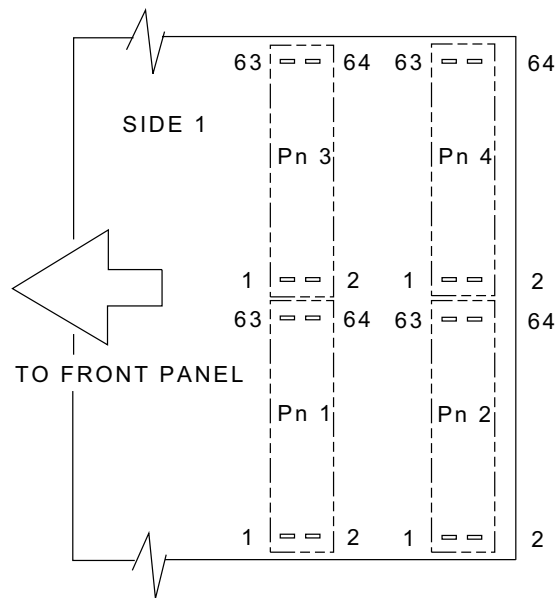 63 64 63 64
SIDE 1
Pn 3 Pn 4
1 2 1 2
63 64 63 64
TO FRONT PANEL
Pn 1 Pn 2
1 2 1 2